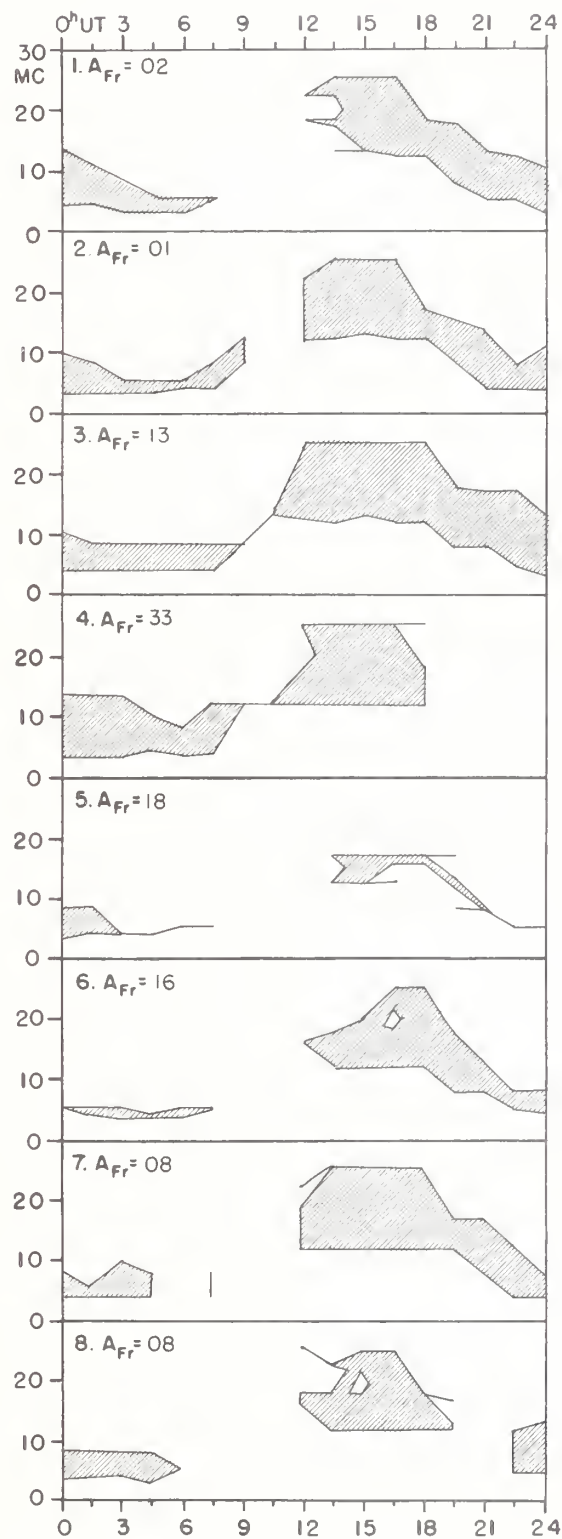 0ʰ UT 3 6 9 12 15 18 21 24
30
MC
1. A_Fr = 02
20
10
0
2. A_Fr = 01
20
10
0
3. A_Fr = 13
20
10
0
4. A_Fr = 33
20
10
0
5. A_Fr = 18
20
10
0
6. A_Fr = 16
20
10
0
7. A_Fr = 08
20
10
0
8. A_Fr = 08
20
10
0
0 3 6 9 12 15 18 21 24